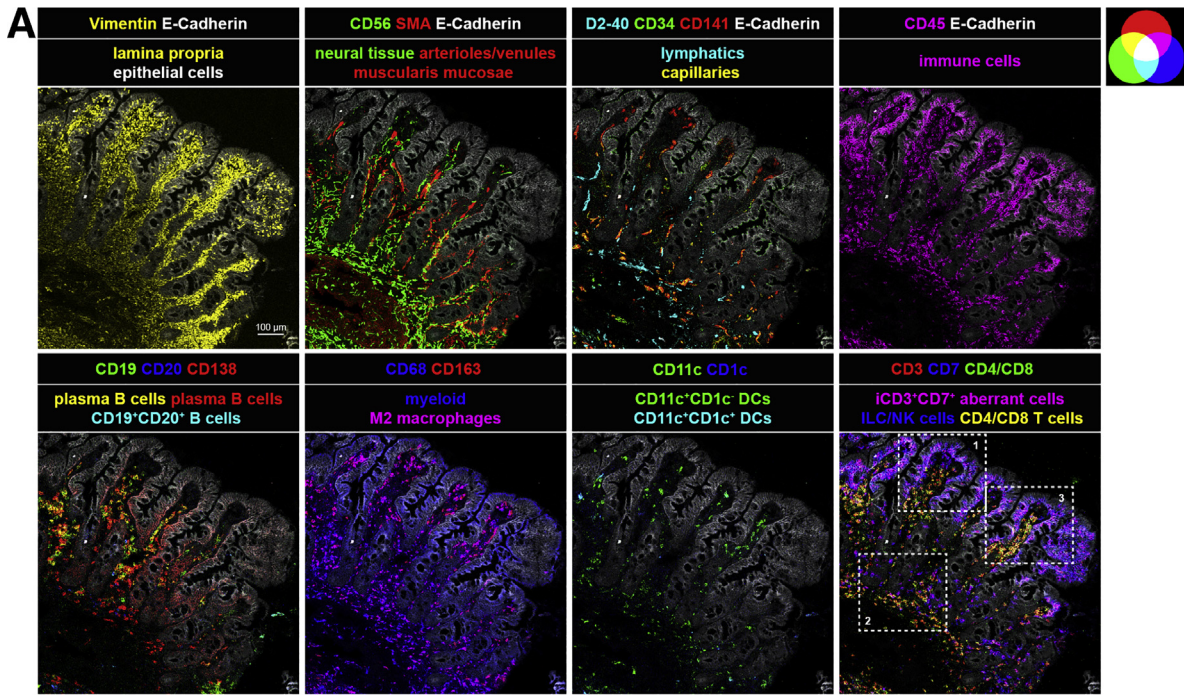 A
Vimentin E-Cadherin
lamina propria
epithelial cells
100 µm
CD56 SMA E-Cadherin
neural tissue arterioles/venules
muscularis mucosae
D2-40 CD34 CD141 E-Cadherin
lymphatics
capillaries
CD45 E-Cadherin
immune cells
CD19 CD20 CD138
plasma B cells plasma B cells
CD19⁺CD20⁺ B cells
CD68 CD163
myeloid
M2 macrophages
CD11c CD1c
CD11c⁺CD1c⁻ DCs
CD11c⁺CD1c⁺ DCs
CD3 CD7 CD4/CD8
iCD3⁺CD7⁺ aberrant cells
ILC/NK cells CD4/CD8 T cells
1
3
2